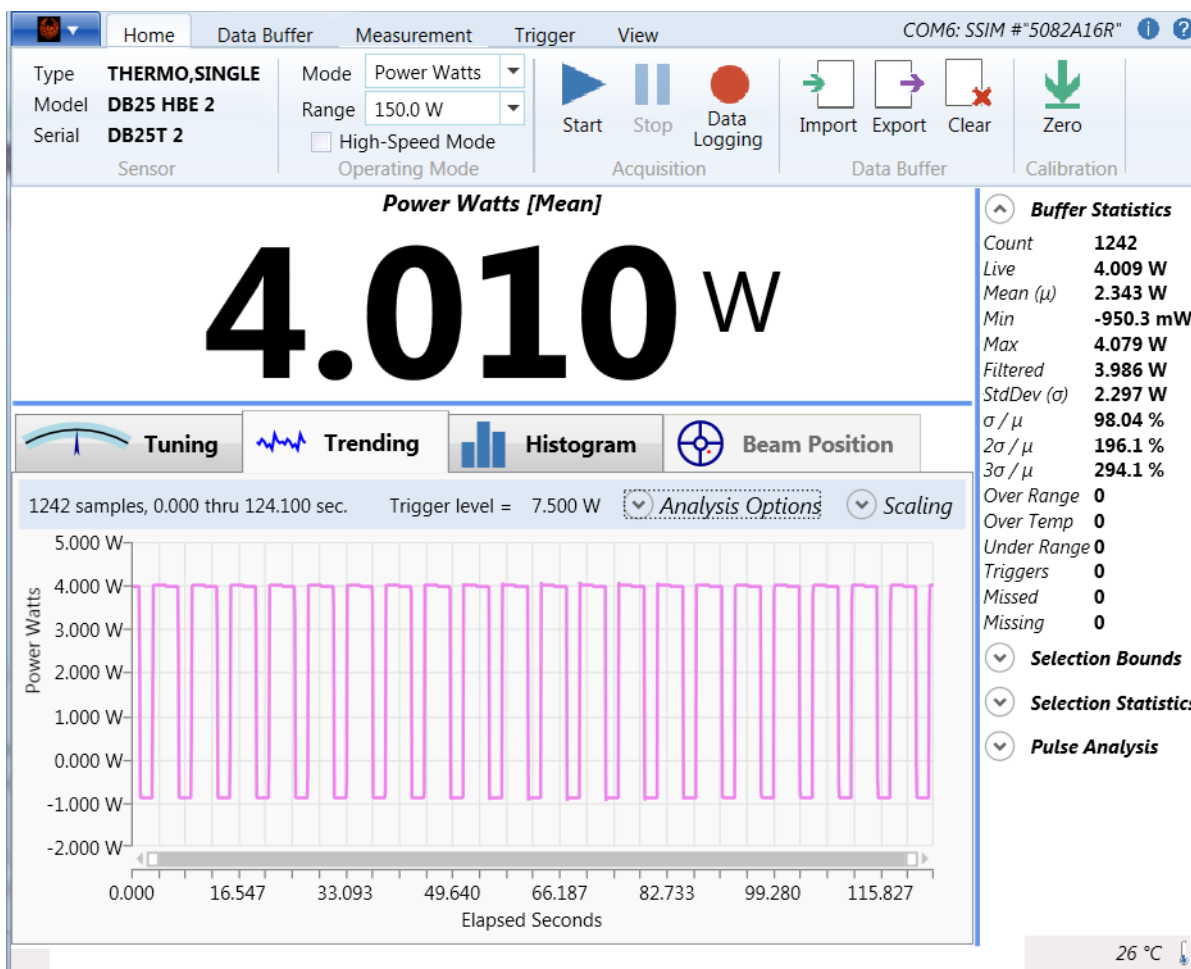 Home Data Buffer Measurement Trigger View COM6: SSIM #"5082A16R"
Type THERMO,SINGLE
Model DB25 HBE 2
Serial DB25T 2
Sensor
Mode Power Watts
Range 150.0 W
High-Speed Mode
Operating Mode
Start Stop Data Logging
Acquisition
Import Export Clear
Data Buffer
Zero
Calibration
Power Watts [Mean]
4.010 W
Tuning Trending Histogram Beam Position
1242 samples, 0.000 thru 124.100 sec. Trigger level = 7.500 W Analysis Options Scaling
5.000 W
4.000 W
3.000 W
2.000 W
1.000 W
0.000 W
-1.000 W
-2.000 W
Power Watts
0.000 16.547 33.093 49.640 66.187 82.733 99.280 115.827
Elapsed Seconds
Buffer Statistics
Count 1242
Live 4.009 W
Mean (μ) 2.343 W
Min -950.3 mW
Max 4.079 W
Filtered 3.986 W
StdDev (σ) 2.297 W
σ / μ 98.04 %
2σ / μ 196.1 %
3σ / μ 294.1 %
Over Range 0
Over Temp 0
Under Range 0
Triggers 0
Missed 0
Missing 0
Selection Bounds
Selection Statistics
Pulse Analysis
26 °C